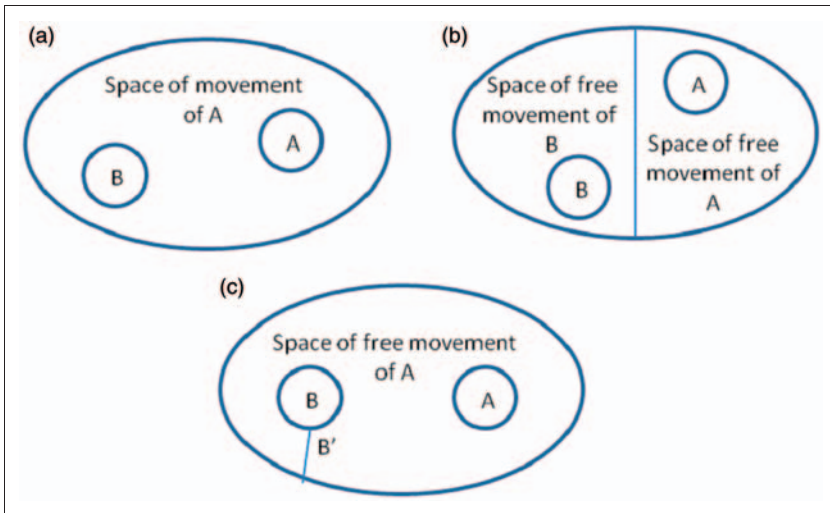 (a)
Space of movement
of A
A
B
(b)
Space of free
movement of
B
B
A
Space of free
movement of
A
(c)
Space of free movement
of A
B
A
B′